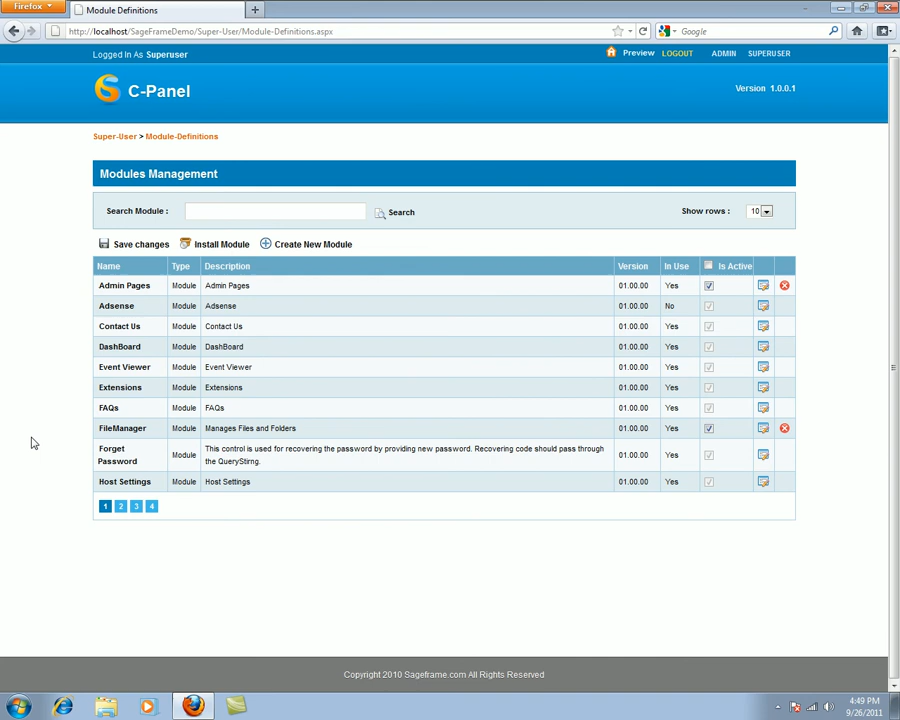 Firefox
Module Definitions
http://localhost/SageFrameDemo/Super-User/Module-Definitions.aspx
Google
Logged In As Superuser
Preview LOGOUT ADMIN SUPERUSER
C-Panel
Version 1.0.0.1
Super-User > Module-Definitions
Modules Management
Search Module :
Search
Show rows : 10
Save changes Install Module Create New Module
Name Type Description Version In Use Is Active
Admin Pages Module Admin Pages 01.00.00 Yes
Adsense Module Adsense 01.00.00 No
Contact Us Module Contact Us 01.00.00 Yes
DashBoard Module DashBoard 01.00.00 Yes
Event Viewer Module Event Viewer 01.00.00 Yes
Extensions Module Extensions 01.00.00 Yes
FAQs Module FAQs 01.00.00 Yes
FileManager Module Manages Files and Folders 01.00.00 Yes
Forget Password Module This control is used for recovering the password by providing new password. Recovering code should pass through
the QueryStirng. 01.00.00 Yes
Host Settings Module Host Settings 01.00.00 Yes
1 2 3 4
Copyright 2010 Sageframe.com All Rights Reserved
4:49 PM
9/26/2011